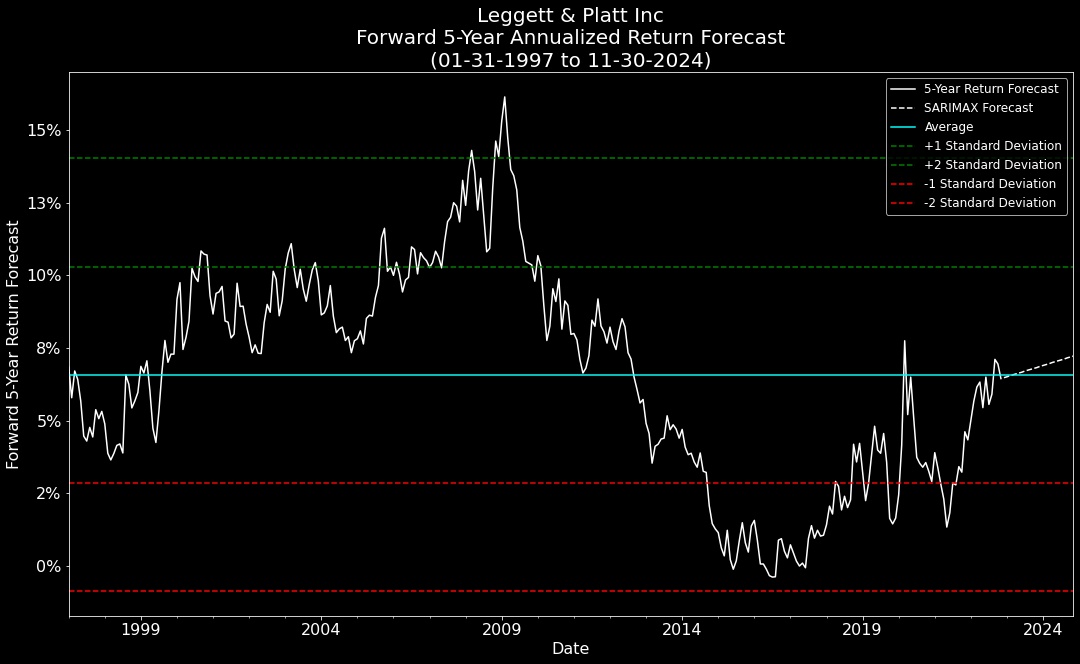 Leggett & Platt Inc
Forward 5-Year Annualized Return Forecast
(01-31-1997 to 11-30-2024)
5-Year Return Forecast
SARIMAX Forecast
Average
+1 Standard Deviation
+2 Standard Deviation
-1 Standard Deviation
-2 Standard Deviation
Forward 5-Year Return Forecast
15%
13%
10%
8%
5%
2%
0%
1999
2004
2009
2014
2019
2024
Date